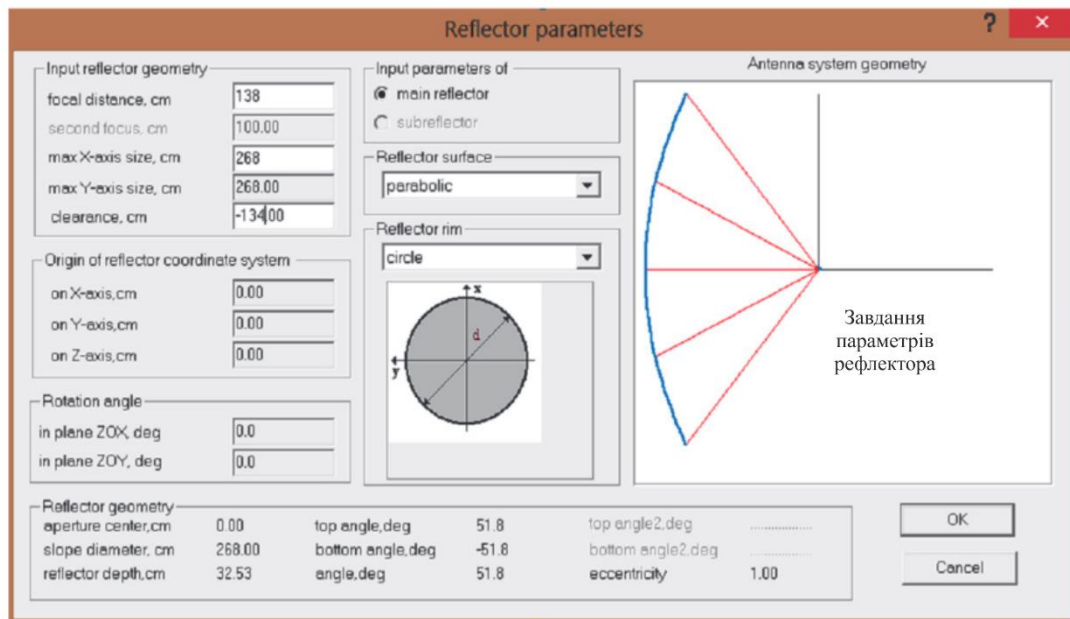 Reflector parameters
?
×
Input reflector geometry
focal distance, cm 138
second focus, cm 100.00
max X-axis size, cm 268
max Y-axis size, cm 268.00
clearance, cm -134.00
Origin of reflector coordinate system
on X-axis,cm 0.00
on Y-axis,cm 0.00
on Z-axis,cm 0.00
Rotation angle
in plane ZOX, deg 0.0
in plane ZOY, deg 0.0
Input parameters of
main reflector
subreflector
Reflector surface
parabolic
Reflector rim
circle
x
d
y
Antenna system geometry
Завдання
параметрів
рефлектора
Reflector geometry
aperture center,cm 0.00 top angle,deg 51.8 top angle2,deg ..............
slope diameter, cm 268.00 bottom angle,deg -51.8 bottom angle2,deg ..............
reflector depth,cm 32.53 angle,deg 51.8 eccentricity 1.00
OK
Cancel